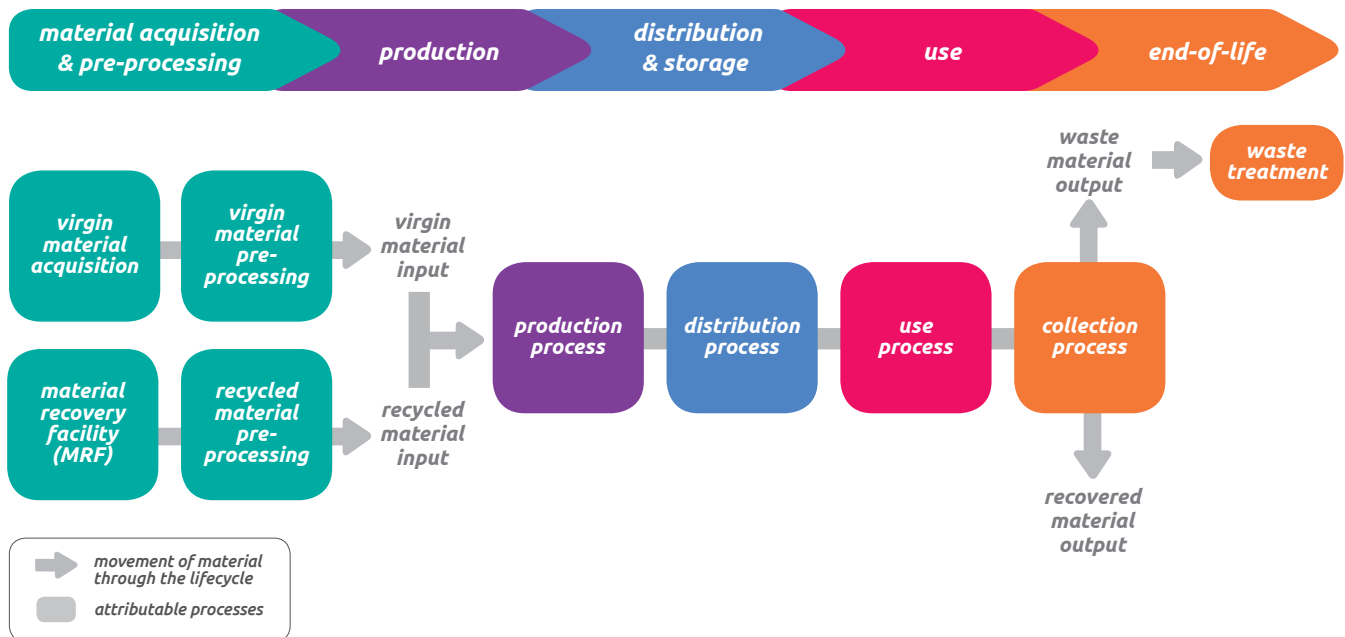 material acquisition
& pre-processing
production
distribution
& storage
use
end-of-life
waste
material
output
waste
treatment
virgin
material
acquisition
virgin
material
pre-
processing
virgin
material
input
production
process
distribution
process
use
process
collection
process
material
recovery
facility
(MRF)
recycled
material
pre-
processing
recycled
material
input
recovered
material
output
movement of material
through the lifecycle
attributable processes